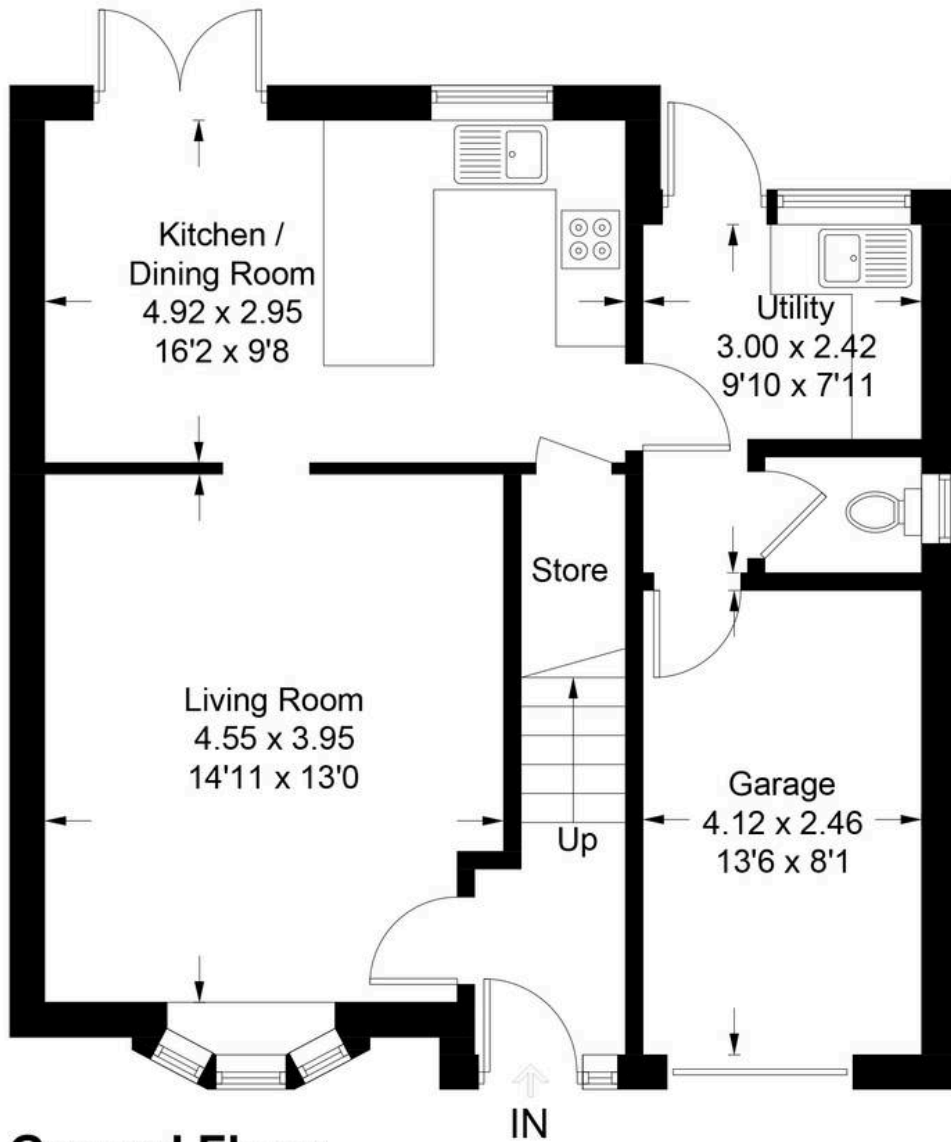 Kitchen /
Dining Room
4.92 x 2.95
16'2 x 9'8
Utility
3.00 x 2.42
9'10 x 7'11
Store
Living Room
4.55 x 3.95
14'11 x 13'0
Up
Garage
4.12 x 2.46
13'6 x 8'1
IN